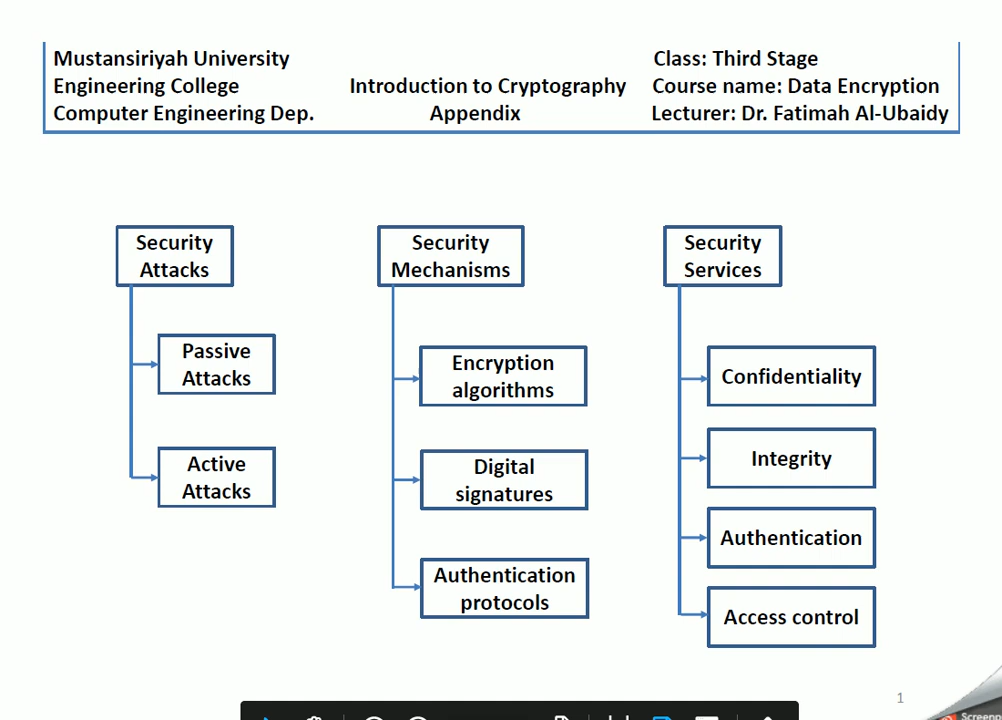 Mustansiriyah University
Engineering College
Computer Engineering Dep.
Introduction to Cryptography
Appendix
Class: Third Stage
Course name: Data Encryption
Lecturer: Dr. Fatimah Al-Ubaidy
Security
Attacks
Passive
Attacks
Active
Attacks
Security
Mechanisms
Encryption
algorithms
Digital
signatures
Authentication
protocols
Security
Services
Confidentiality
Integrity
Authentication
Access control
1